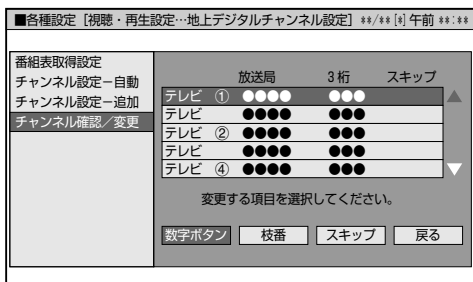 ■各種設定［視聴・再生設定…地上デジタルチャンネル設定］ **/**[*]午前 **:**
番組表取得設定
チャンネル設定－自動
チャンネル設定－追加
チャンネル確認／変更
放送局 3桁 スキップ
テレビ ① ●●●● ●●●
テレビ ●●●● ●●●
テレビ ② ●●●● ●●●
テレビ ●●●● ●●●
テレビ ④ ●●●● ●●●
変更する項目を選択してください。
数字ボタン 枝番 スキップ 戻る